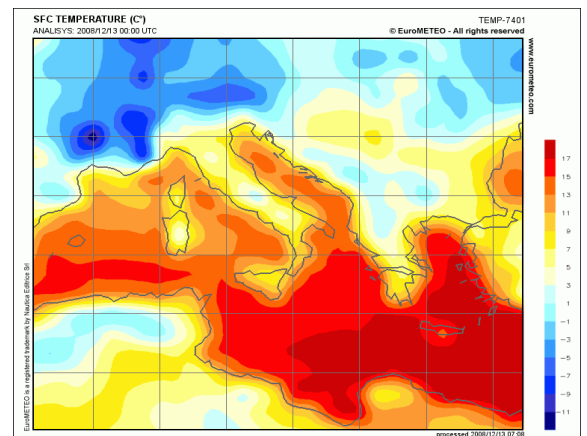 SFC TEMPERATURE (C°)
TEMP-7401
ANALISYS: 2008/12/13 00:00 UTC
© EuroMETEO - All rights reserved
www.eurometeo.com
EuroMETEO is a registered trademark by Nautica Editrice Srl
17
15
13
11
9
7
5
3
1
-1
-3
-5
-7
-9
-11
processed 2008/12/13 07:08